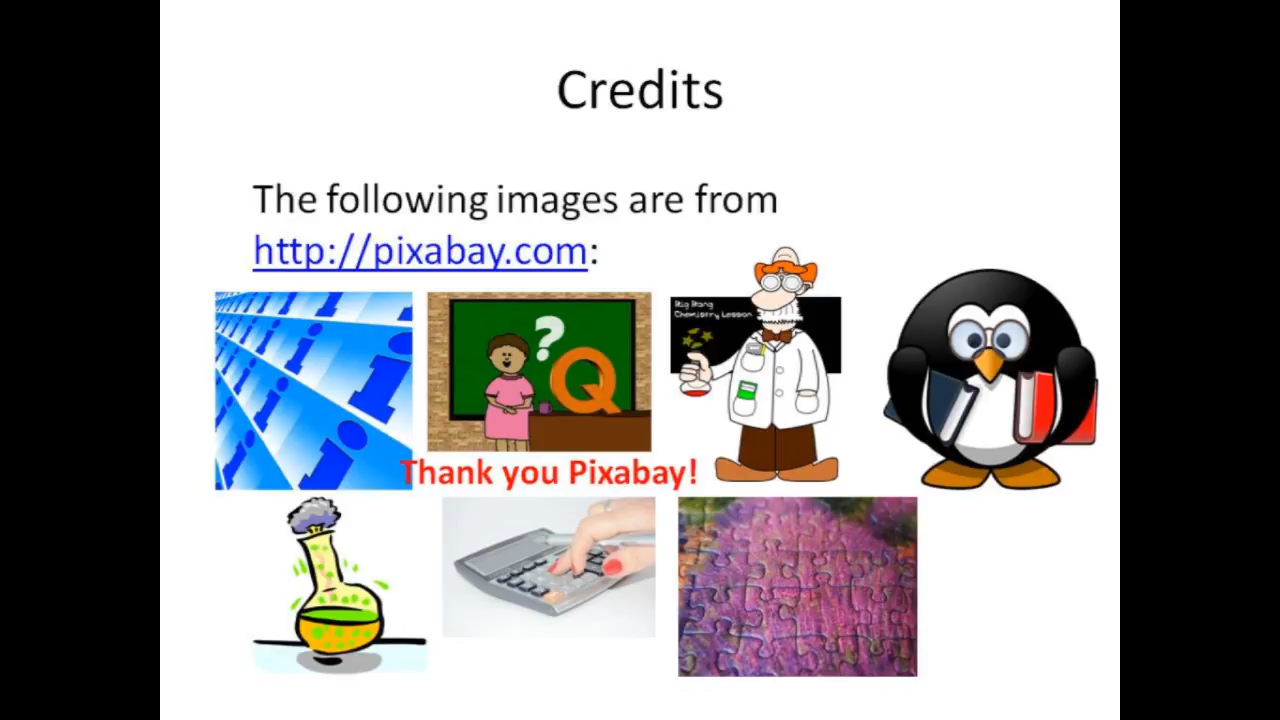 Credits
The following images are from
http://pixabay.com:
i i i i i i
?
Q
Big Bang
Chemistry Lesson
Thank you Pixabay!